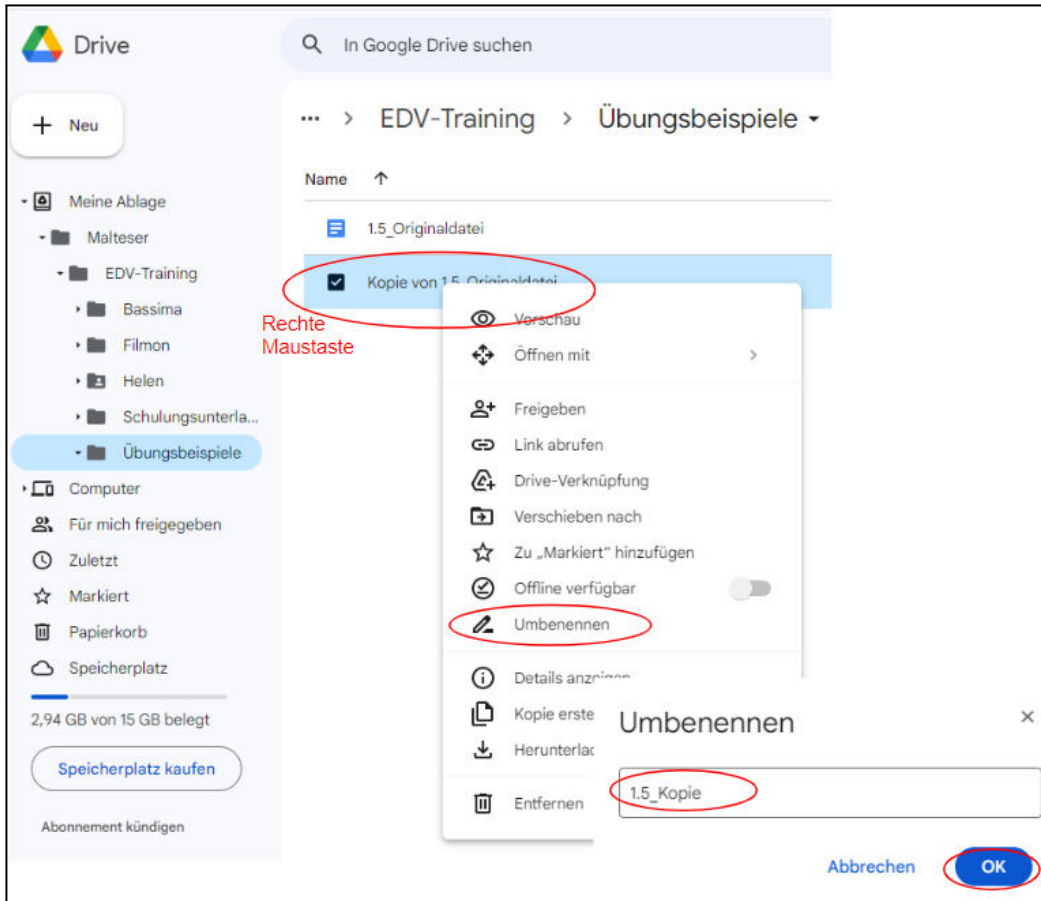 Drive
In Google Drive suchen
Neu
... > EDV-Training > Übungsbeispiele
Name
Meine Ablage
Malteser
EDV-Training
Bassima
Filmon
Helen
Schulungsunterla...
Übungsbeispiele
Computer
Für mich freigegeben
Zuletzt
Markiert
Papierkorb
Speicherplatz
2,94 GB von 15 GB belegt
Speicherplatz kaufen
Abonnement kündigen
1.5_Originaldatei
Kopie von 1.5_Originaldatei
Rechte
Maustaste
Vorschau
Öffnen mit
Freigeben
Link abrufen
Drive-Verknüpfung
Verschieben nach
Zu „Markiert“ hinzufügen
Offline verfügbar
Umbenennen
Details anzeigen
Kopie erste
Herunterlad
Entfernen
Umbenennen
1.5_Kopie
Abbrechen
OK